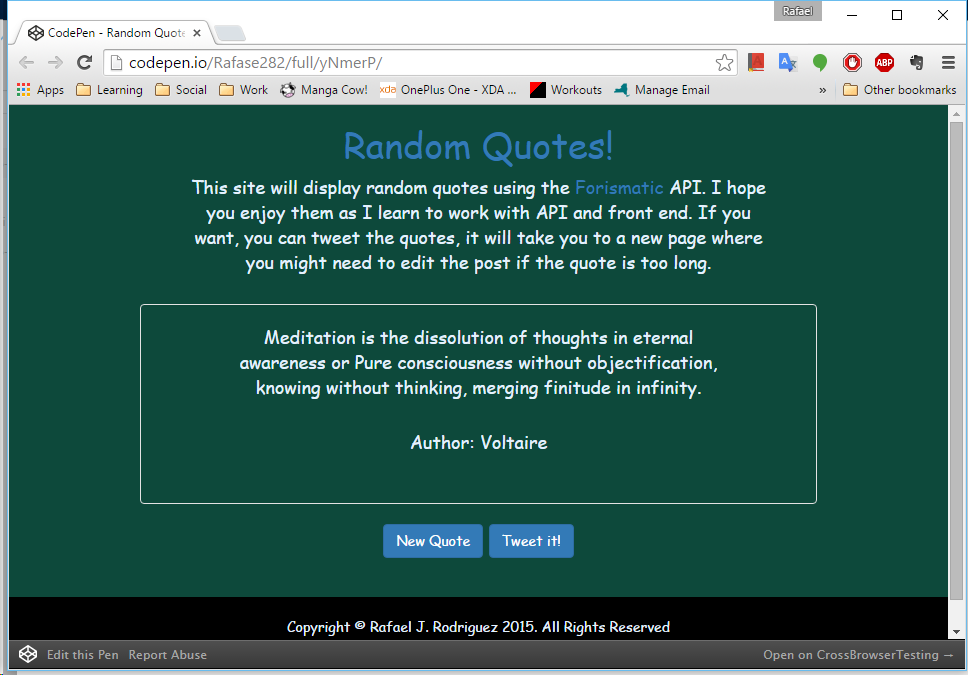 Rafael
CodePen - Random Quote
codepen.io/Rafase282/full/yNmerP/
ABP
Apps Learning Social Work Manga Cow! xda OnePlus One - XDA ... Workouts Manage Email » Other bookmarks
Random Quotes!
This site will display random quotes using the Forismatic API. I hope
you enjoy them as I learn to work with API and front end. If you
want, you can tweet the quotes, it will take you to a new page where
you might need to edit the post if the quote is too long.
Meditation is the dissolution of thoughts in eternal
awareness or Pure consciousness without objectification,
knowing without thinking, merging finitude in infinity.
Author: Voltaire
New Quote Tweet it!
Copyright © Rafael J. Rodriguez 2015. All Rights Reserved
Edit this Pen Report Abuse Open on CrossBrowserTesting →